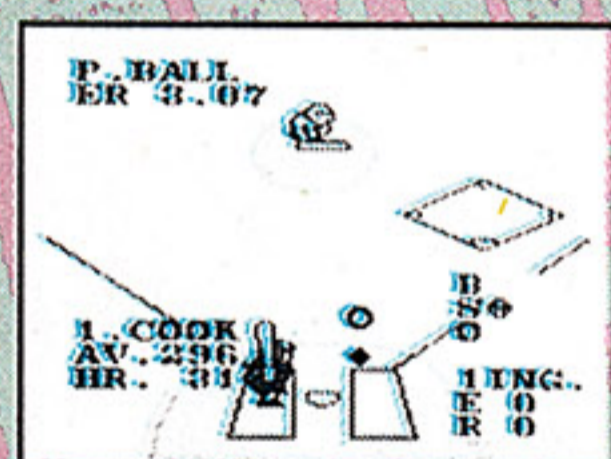 P.BALL
ER 3.07
1.COOK
AV.296
HR. 31
B
S
O
1 ING.
E 0
R 0